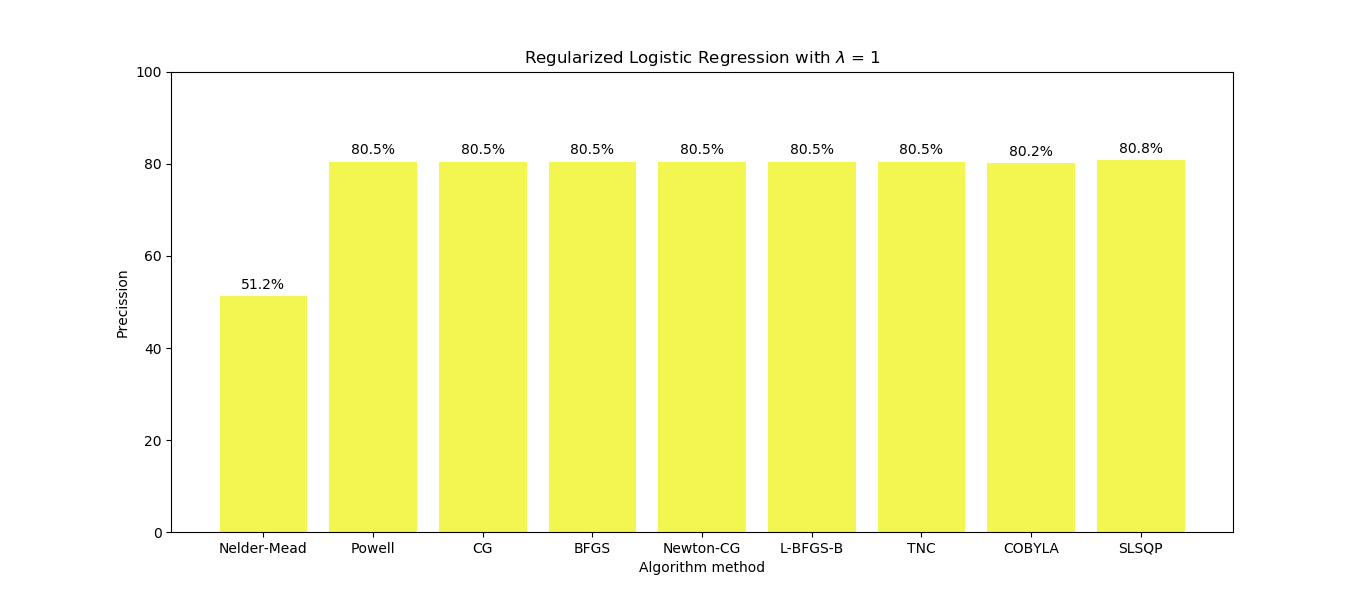 Regularized Logistic Regression with λ = 1
100
80
60
40
20
0
Precission
51.2%
80.5%
80.5%
80.5%
80.5%
80.5%
80.5%
80.2%
80.8%
Nelder-Mead
Powell
CG
BFGS
Newton-CG
L-BFGS-B
TNC
COBYLA
SLSQP
Algorithm method